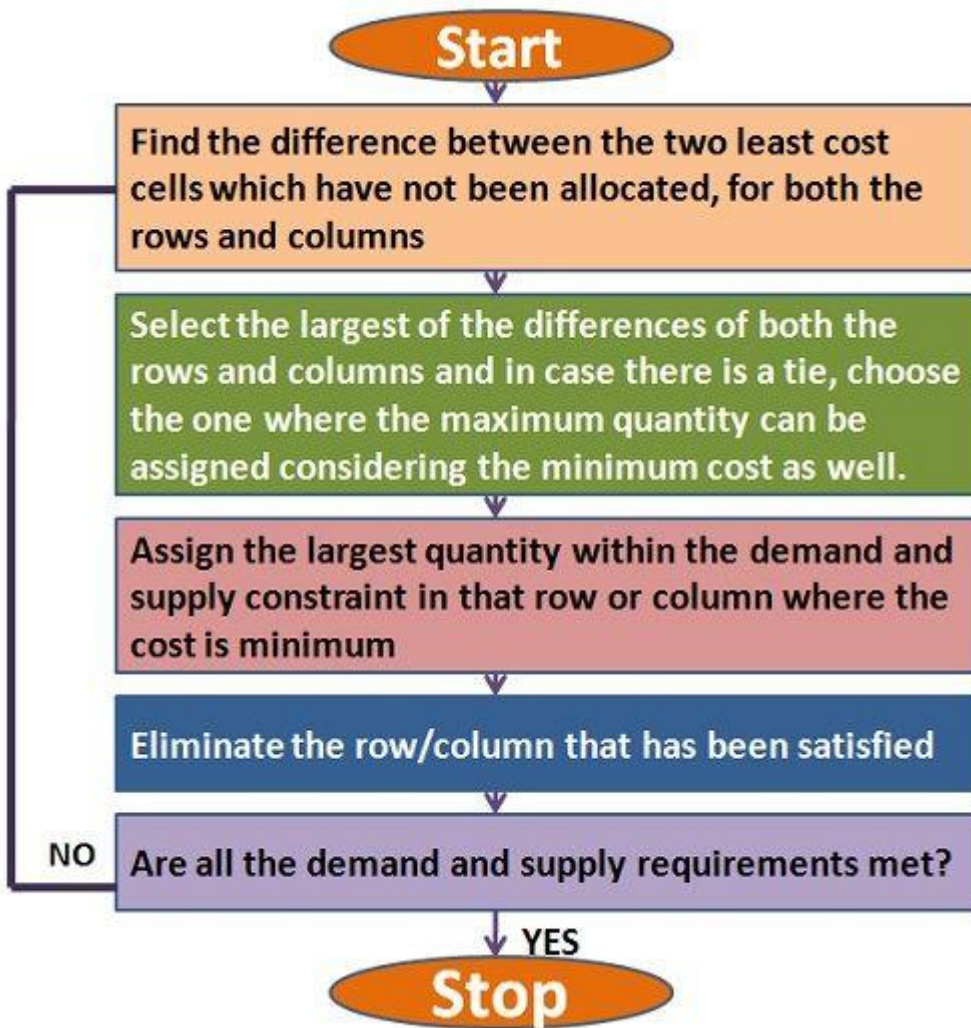 Start
Find the difference between the two least cost
cells which have not been allocated, for both the
rows and columns
Select the largest of the differences of both the
rows and columns and in case there is a tie, choose
the one where the maximum quantity can be
assigned considering the minimum cost as well.
Assign the largest quantity within the demand and
supply constraint in that row or column where the
cost is minimum
Eliminate the row/column that has been satisfied
NO
Are all the demand and supply requirements met?
YES
Stop